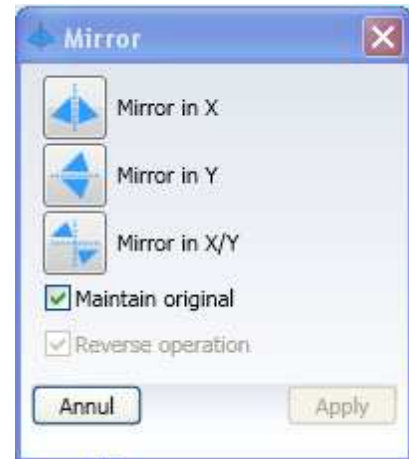 Mirror
Mirror in X
Mirror in Y
Mirror in X/Y
Maintain original
Reverse operation
Annul Apply